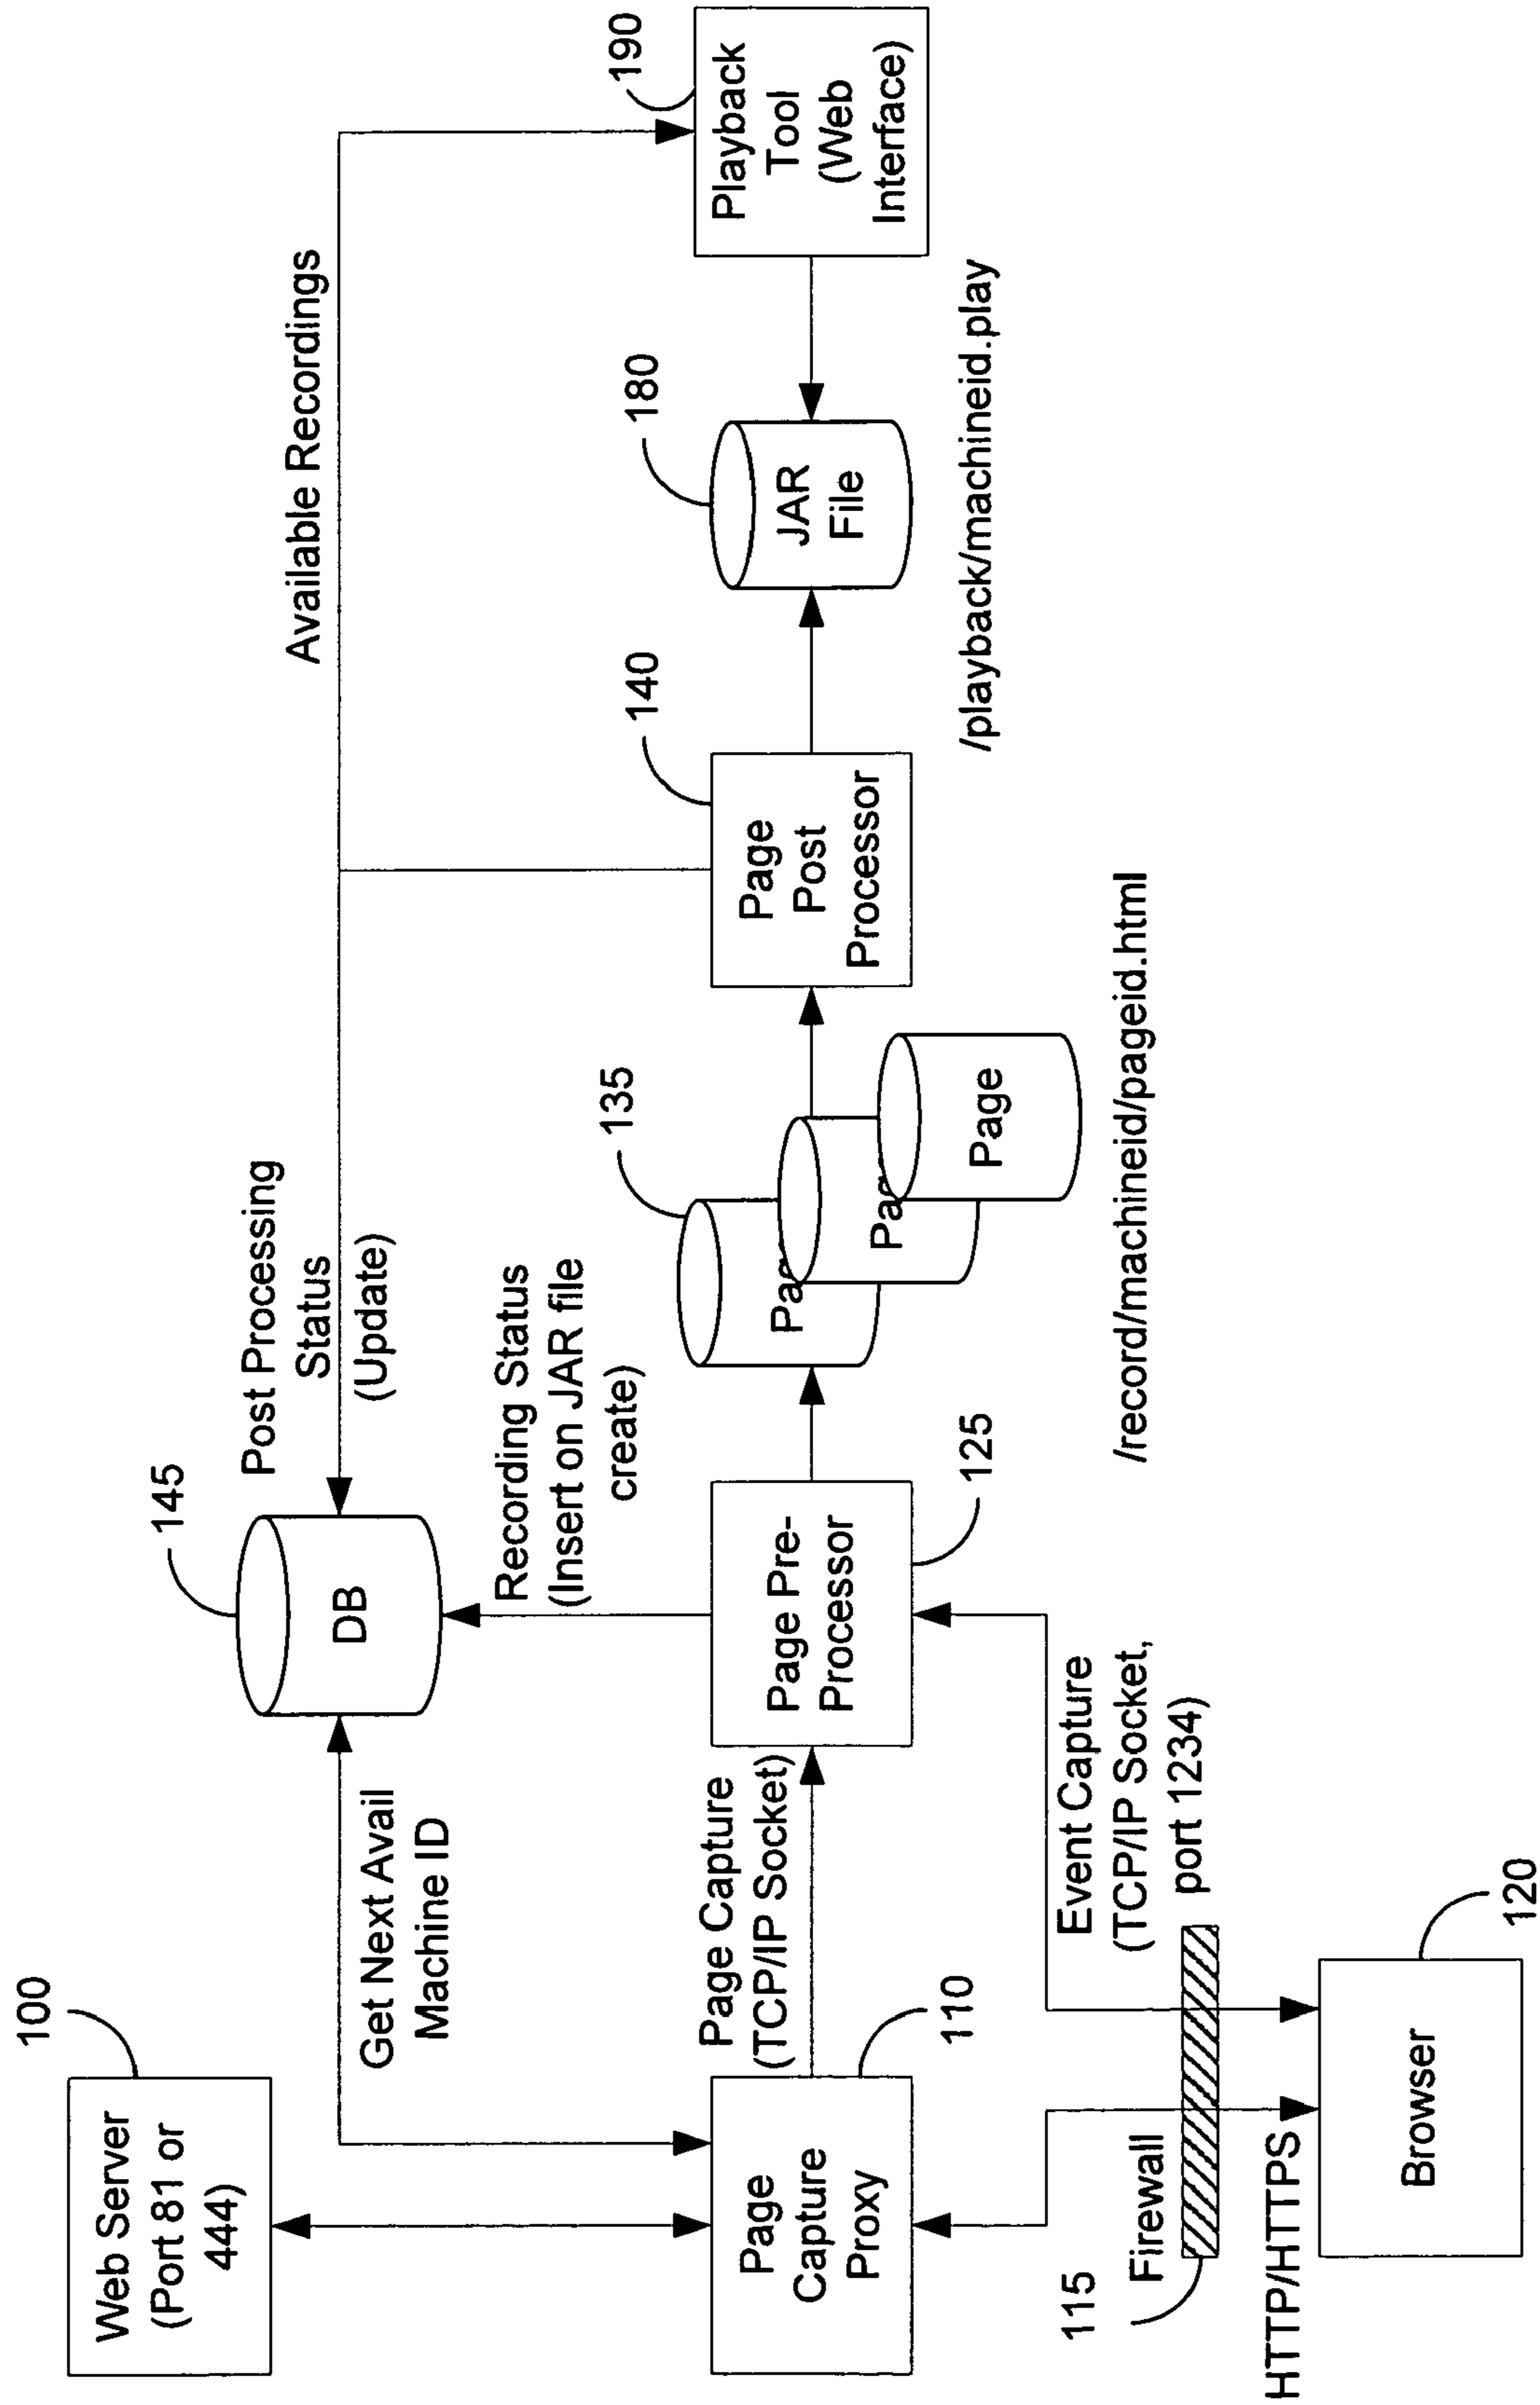 100
Web Server
(Port 81 or
444)
Get Next Avail
Machine ID
145
DB
Post Processing
Status
(Update)
Available Recordings
Recording Status
(Insert on JAR file
create)
Page Capture
(TCP/IP Socket)
110
Page
Capture
Proxy
Page Pre-
Processor
125
135
Pag
Pag
Page
/record/machineid/pageid.html
140
Page
Post
Processor
180
JAR
File
/playback/machineid.play
190
Playback
Tool
(Web
Interface)
Event Capture
(TCP/IP Socket,
port 1234)
115
Firewall
HTTP/HTTPS
120
Browser